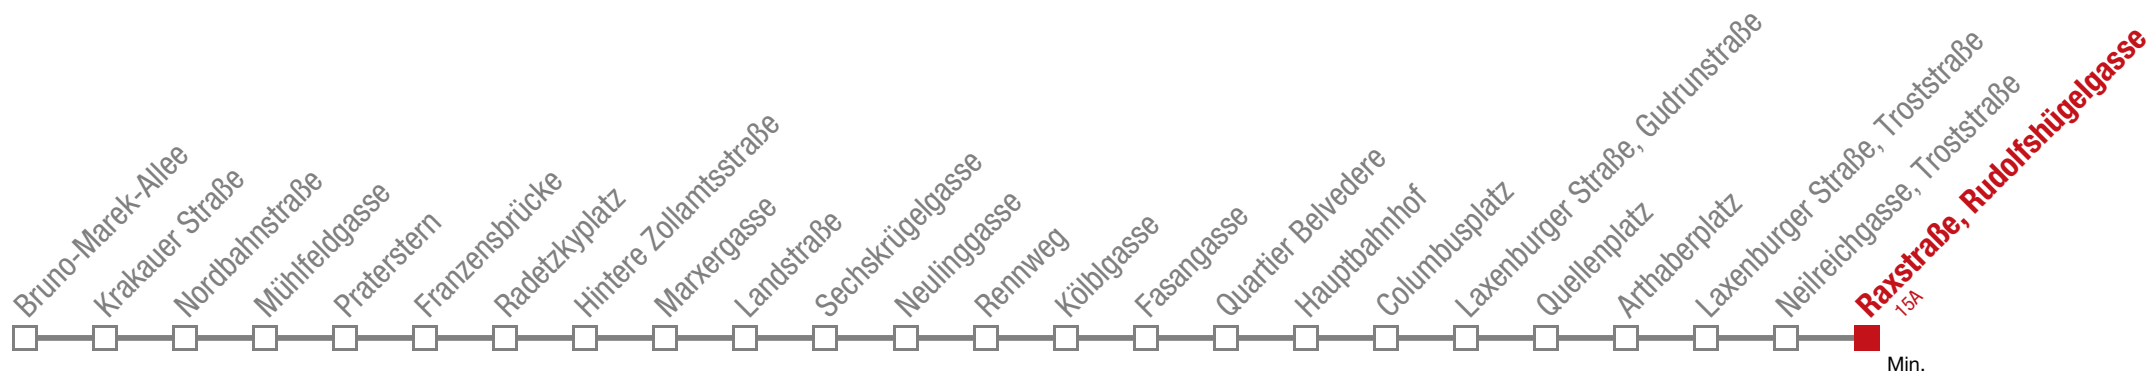 Bruno-Marek-Allee
Krakauer Straße
Nordbahnstraße
Mühlfeldgasse
Praterstern
Franzensbrücke
Radetzkyplatz
Hintere Zollamtsstraße
Marxergasse
Landstraße
Sechskrügelgasse
Neulinggasse
Rennweg
Kölblgasse
Fasangasse
Quartier Belvedere
Hauptbahnhof
Columbusplatz
Laxenburger Straße, Gudrunstraße
Quellenplatz
Arthaberplatz
Laxenburger Straße, Troststraße
Neilreichgasse, Troststraße
Raxstraße, Rudolfshügelgasse
15A
Min.